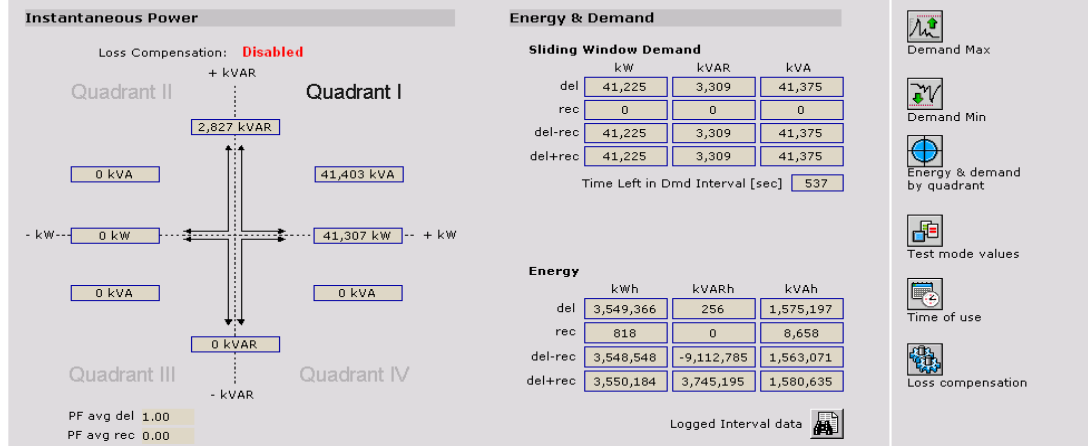 Instantaneous Power
Loss Compensation: Disabled
+ kVAR
Quadrant II
Quadrant I
2,827 kVAR
0 kVA
41,403 kVA
- kW
0 kW
41,307 kW
+ kW
0 kVA
0 kVA
0 kVAR
Quadrant III
Quadrant IV
- kVAR
PF avg del 1.00
PF avg rec 0.00
Energy & Demand
Sliding Window Demand
kW kVAR kVA
del 41,225 3,309 41,375
rec 0 0 0
del-rec 41,225 3,309 41,375
del+rec 41,225 3,309 41,375
Time Left in Dmd Interval [sec] 537
Energy
kWh kVARh kVAh
del 3,549,366 256 1,575,197
rec 818 0 8,658
del-rec 3,548,548 -9,112,785 1,563,071
del+rec 3,550,184 3,745,195 1,580,635
Logged Interval data
Demand Max
Demand Min
Energy & demand
by quadrant
Test mode values
Time of use
Loss compensation